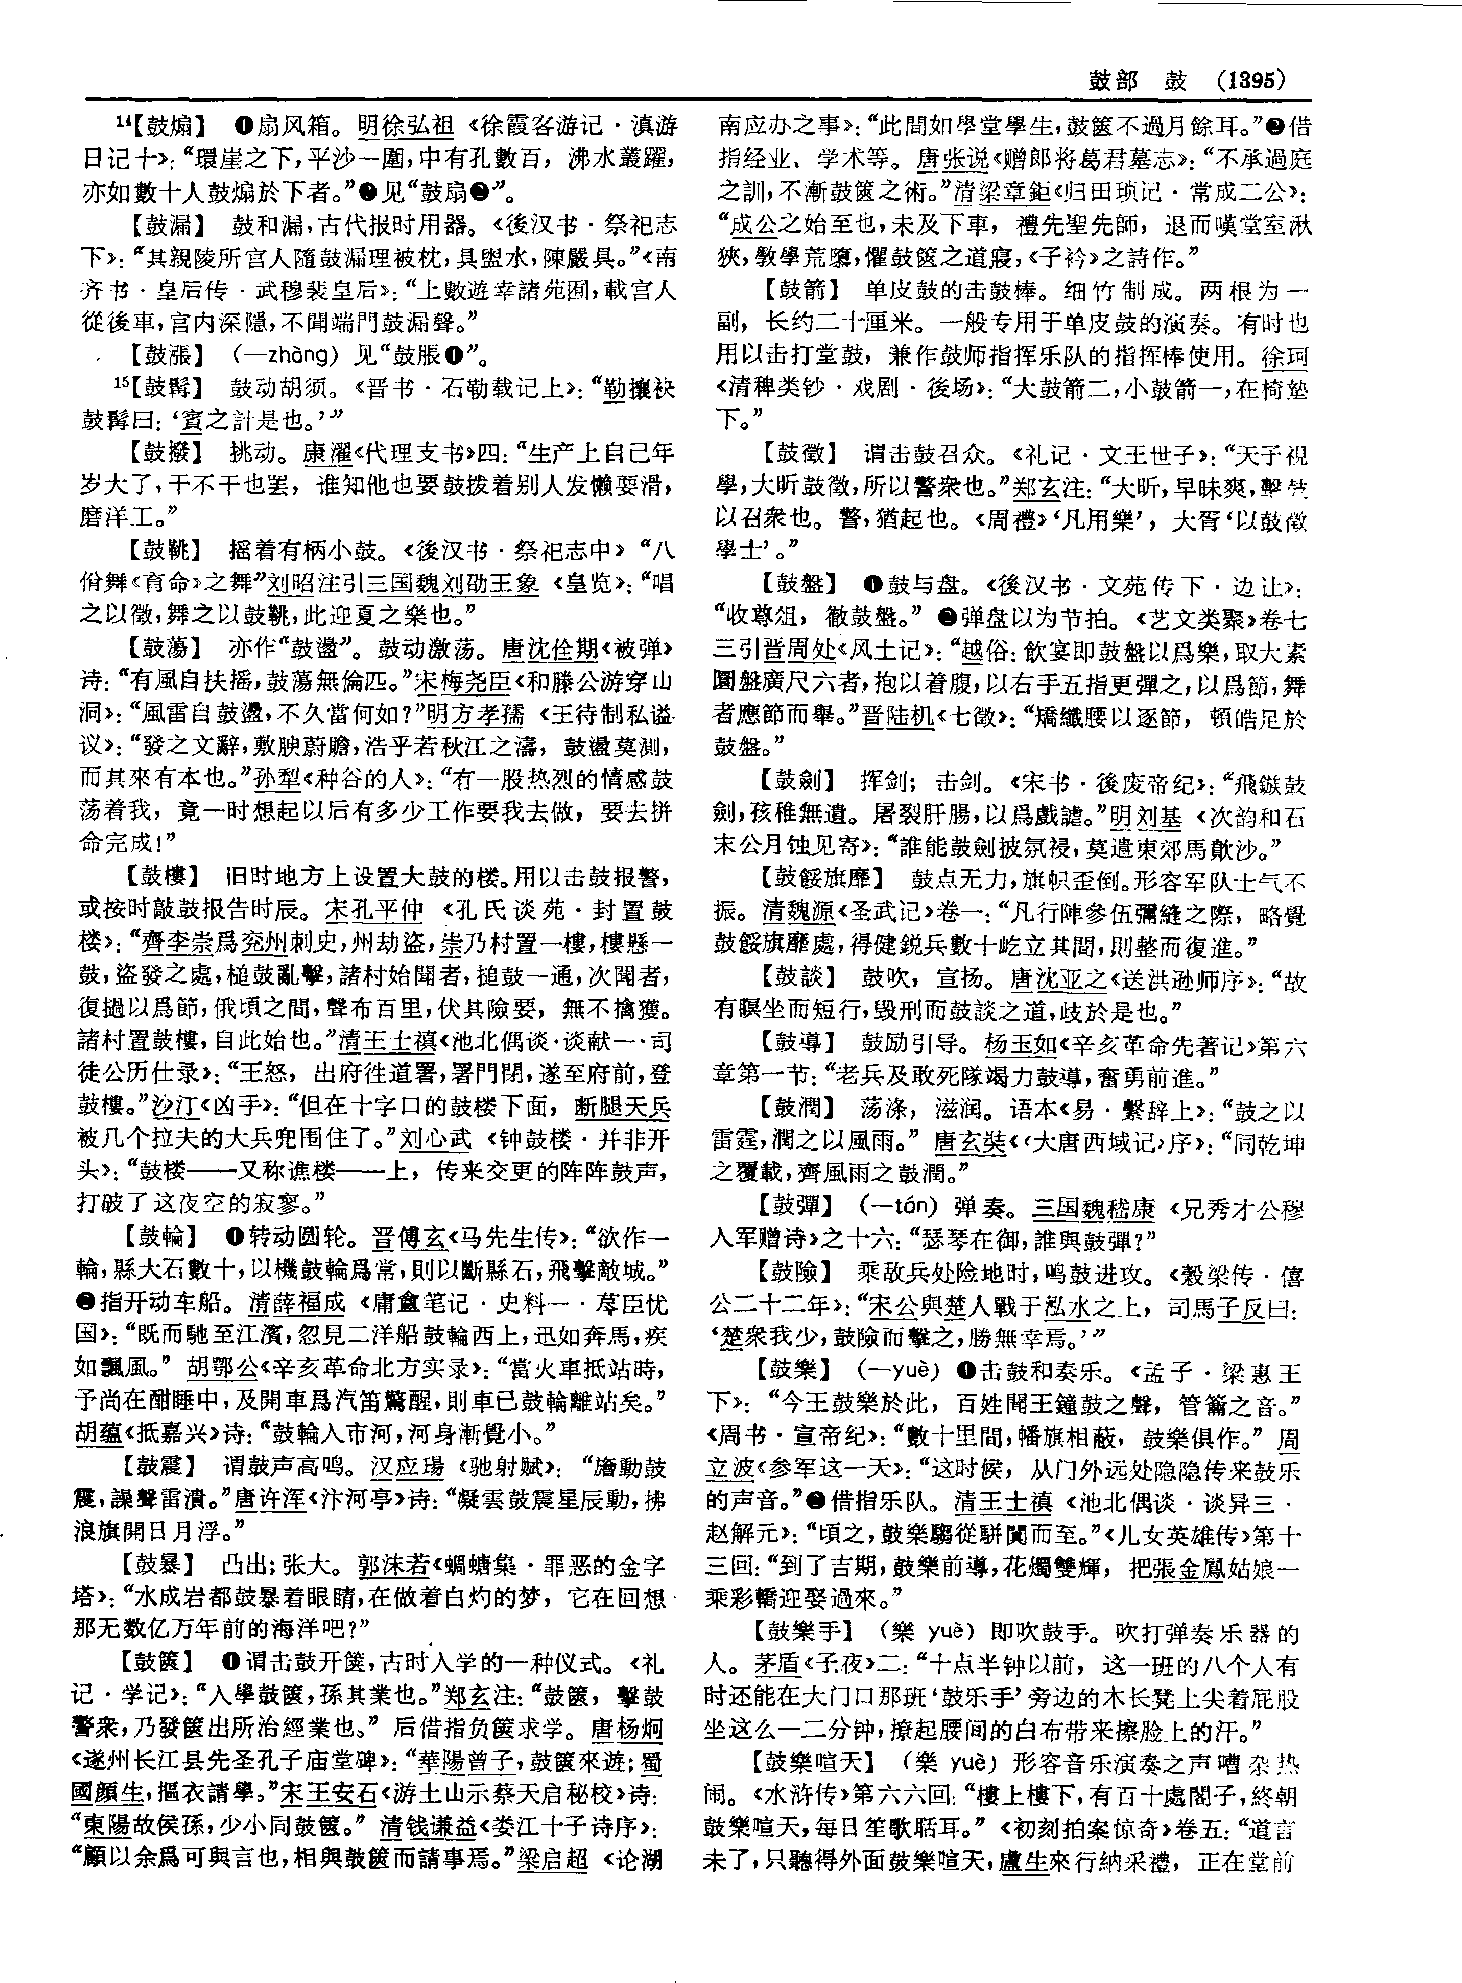 鼓部　鼓　(1395)
14【鼓煽】　❶扇风箱。明徐弘祖《徐霞客游记·滇游
日记十》：“環崖之下，平沙一圍，中有孔數百，沸水叢躍，
亦如數十人鼓煽於下者。”❷见“鼓扇❷”。
【鼓漏】　鼓和漏，古代报时用器。《後汉书·祭祀志
下》：“其親陵所宫人隨鼓漏理被枕，具盥水，陳嚴具。”《南
齐书·皇后传·武穆裴皇后》：“上數遊幸諸苑囿，載宫人
從後車，宫内深隱，不聞端門鼓漏聲。”
【鼓漲】　（—zhàng）见“鼓脹❶”。
15【鼓髯】　鼓动胡须。《晋书·石勒载记上》：“勒攘袂
鼓髯曰：‘賓之計是也。’”
【鼓撥】　挑动。康濯《代理支书》四：“生产上自己年
岁大了，干不干也罢，谁知他也要鼓拨着别人发懒耍滑，
磨洋工。”
【鼓鞉】　摇着有柄小鼓。《後汉书·祭祀志中》“八
佾舞《育命》之舞”刘昭注引三国魏刘劭王象《皇览》：“唱
之以徵，舞之以鼓鞉，此迎夏之樂也。”
【鼓蕩】　亦作“鼓盪”。鼓动激荡。唐沈佺期《被弹》
诗：“有風自扶摇，鼓蕩無倫匹。”宋梅尧臣《和滕公游穿山
洞》：“風雷自鼓盪，不久當何如？”明方孝孺《王待制私谥
议》：“發之文辭，敷腴蔚贍，浩乎若秋江之濤，鼓盪莫測，
而其來有本也。”孙犁《种谷的人》：“有一股热烈的情感鼓
荡着我，竟一时想起以后有多少工作要我去做，要去拼
命完成！”
【鼓樓】　旧时地方上设置大鼓的楼。用以击鼓报警，
或按时敲鼓报告时辰。宋孔平仲《孔氏谈苑·封置鼓
楼》：“齊李崇爲兖州刺史，州劫盗，崇乃村置一樓，樓懸一
鼓，盗發之處，槌鼓亂擊，諸村始聞者，搥鼓一通，次聞者，
復撾以爲節，俄頃之間，聲布百里，伏其險要，無不擒獲。
諸村置鼓樓，自此始也。”清王士禛《池北偶谈·谈献一·司
徒公历仕录》：“王怒，出府往道署，署門閉，遂至府前，登
鼓樓。”沙汀《凶手》：“但在十字口的鼓楼下面，断腿天兵
被几个拉夫的大兵兜围住了。”刘心武《钟鼓楼·并非开
头》：“鼓楼——又称谯楼——上，传来交更的阵阵鼓声，
打破了这夜空的寂寥。”
【鼓輪】　❶转动圆轮。晋傅玄《马先生传》：“欲作一
輪，縣大石數十，以機鼓輪爲常，則以斷縣石，飛擊敵城。”
❷指开动车船。清薛福成《庸盦笔记·史料一·荩臣忧
国》：“既而馳至江濱，忽見二洋船鼓輪西上，迅如奔馬，疾
如飄風。”胡鄂公《辛亥革命北方实录》：“當火車抵站時，
予尚在酣睡中，及開車爲汽笛驚醒，則車已鼓輪離站矣。”
胡蕴《抵嘉兴》诗：“鼓輪入市河，河身漸覺小。”
【鼓震】　谓鼓声高鸣。汉应瑒《驰射赋》：“旝動鼓
震，譟聲雷潰。”唐许浑《汴河亭》诗：“凝雲鼓震星辰動，拂
浪旗開日月浮。”
【鼓暴】　凸出；张大。郭沫若《蜩螗集·罪恶的金字
塔》：“水成岩都鼓暴着眼睛，在做着白灼的梦，它在回想
那无数亿万年前的海洋吧？”
【鼓篋】　❶谓击鼓开箧，古时入学的一种仪式。《礼
记·学记》：“入學鼓篋，孫其業也。”郑玄注：“鼓篋，擊鼓
警衆，乃發篋出所治經業也。”后借指负箧求学。唐杨炯
《遂州长江县先圣孔子庙堂碑》：“華陽曾子，鼓篋來遊；蜀
國顔生，摳衣請學。”宋王安石《游土山示蔡天启秘校》诗：
“東陽故侯孫，少小同鼓篋。”清钱谦益《娄江十子诗序》：
“顧以余爲可與言也，相與鼓篋而請事焉。”梁启超《论湖
南应办之事》：“此間如學堂學生，鼓篋不過月餘耳。”❷借
指经业、学术等。唐张说《赠郎将葛君墓志》：“不承過庭
之訓，不漸鼓篋之術。”清梁章鉅《归田琐记·常成二公》：
“成公之始至也，未及下車，禮先聖先師，退而嘆堂室湫
狹，教學荒墮，懼鼓篋之道寢，《子衿》之詩作。”
【鼓箭】　单皮鼓的击鼓棒。细竹制成。两根为一
副，长约二十厘米。一般专用于单皮鼓的演奏。有时也
用以击打堂鼓，兼作鼓师指挥乐队的指挥棒使用。徐珂
《清稗类钞·戏剧·後场》：“大鼓箭二，小鼓箭一，在椅墊
下。”
【鼓徵】　谓击鼓召众。《礼记·文王世子》：“天子視
學，大昕鼓徵，所以警衆也。”郑玄注：“大昕，早昧爽，擊鼓
以召衆也。警，猶起也。《周禮》‘凡用樂’，大胥‘以鼓徵
學士’。”
【鼓盤】　❶鼓与盘。《後汉书·文苑传下·边让》：
“收尊俎，徹鼓盤。”❷弹盘以为节拍。《艺文类聚》卷七
三引晋周处《风土记》：“越俗：飲宴即鼓盤以爲樂，取大素
圜盤廣尺六者，抱以着腹，以右手五指更彈之，以爲節，舞
者應節而舉。”晋陆机《七徵》：“矯纖腰以逐節，頓皓足於
鼓盤。”
【鼓劍】　挥剑；击剑。《宋书·後废帝纪》：“飛鏃鼓
劍，孩稚無遺。屠裂肝腸，以爲戲謔。”明刘基《次韵和石
末公月蚀见寄》：“誰能鼓劍披氛祲，莫遣東郊馬歕沙。”
【鼓餒旗靡】　鼓点无力，旗帜歪倒。形容军队士气不
振。清魏源《圣武记》卷一：“凡行陣參伍彌縫之際，略覺
鼓餒旗靡處，得健銳兵數十屹立其間，則整而復進。”
【鼓談】　鼓吹，宣扬。唐沈亚之《送洪逊师序》：“故
有瞑坐而短行，毁刑而鼓談之道，歧於是也。”
【鼓導】　鼓励引导。杨玉如《辛亥革命先著记》第六
章第一节：“老兵及敢死隊竭力鼓導，奮勇前進。”
【鼓潤】　荡涤，滋润。语本《易·繫辞上》：“鼓之以
雷霆，潤之以風雨。”唐玄奘《〈大唐西域记〉序》：“同乾坤
之覆載，齊風雨之鼓潤。”
【鼓彈】　（—tán）弹奏。三国魏嵇康《兄秀才公穆
入军赠诗》之十六：“瑟琴在御，誰與鼓彈？”
【鼓險】　乘敌兵处险地时，鸣鼓进攻。《穀梁传·僖
公二十二年》：“宋公與楚人戰于泓水之上，司馬子反曰：
‘楚衆我少，鼓險而擊之，勝無幸焉。’”
【鼓樂】　（—yuè）❶击鼓和奏乐。《孟子·梁惠王
下》：“今王鼓樂於此，百姓聞王鐘鼓之聲，管籥之音。”
《周书·宣帝纪》：“數十里間，幡旗相蔽，鼓樂俱作。”周
立波《参军这一天》：“这时候，从门外远处隐隐传来鼓乐
的声音。”❷借指乐队。清王士禛《池北偶谈·谈异三·
赵解元》：“頃之，鼓樂騶從駢闐而至。”《儿女英雄传》第十
三回：“到了吉期，鼓樂前導，花燭雙輝，把張金鳳姑娘一
乘彩轎迎娶過來。”
【鼓樂手】　（樂 yuè）即吹鼓手。吹打弹奏乐器的
人。茅盾《子夜》二：“十点半钟以前，这一班的八个人有
时还能在大门口那班‘鼓乐手’旁边的木长凳上尖着屁股
坐这么一二分钟，撩起腰间的白布带来擦脸上的汗。”
【鼓樂喧天】　（樂 yuè）形容音乐演奏之声嘈杂热
闹。《水浒传》第六六回：“樓上樓下，有百十處閣子，終朝
鼓樂喧天，每日笙歌聒耳。”《初刻拍案惊奇》卷五：“道言
未了，只聽得外面鼓樂喧天，盧生來行納采禮，正在堂前